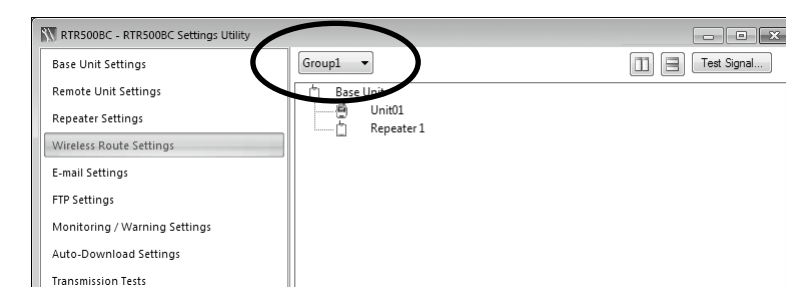 RTR500BC - RTR500BC Settings Utility
Base Unit Settings
Remote Unit Settings
Repeater Settings
Wireless Route Settings
E-mail Settings
FTP Settings
Monitoring / Warning Settings
Auto-Download Settings
Transmission Tests
Group1
Test Signal...
Base Unit
Unit01
Repeater 1